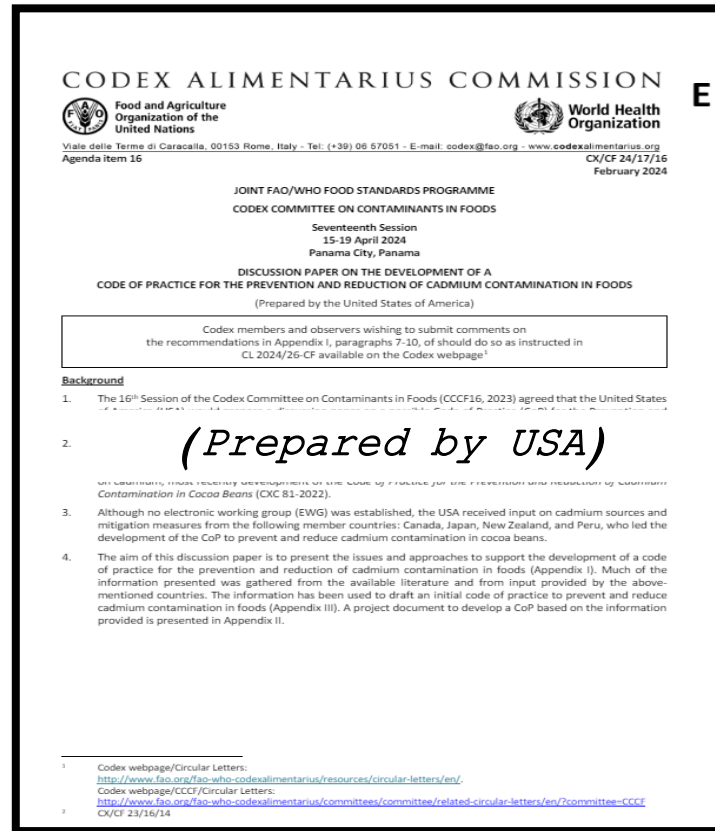 CODEX ALIMENTARIUS COMMISSION
E
Food and Agriculture
Organization of the
United Nations
World Health
Organization
Viale delle Terme di Caracalla, 00153 Rome, Italy - Tel: (+39) 06 57051 - E-mail: codex@fao.org - www.codexalimentarius.org
Agenda item 16
CX/CF 24/17/16
February 2024
JOINT FAO/WHO FOOD STANDARDS PROGRAMME
CODEX COMMITTEE ON CONTAMINANTS IN FOODS
Seventeenth Session
15-19 April 2024
Panama City, Panama
DISCUSSION PAPER ON THE DEVELOPMENT OF A
CODE OF PRACTICE FOR THE PREVENTION AND REDUCTION OF CADMIUM CONTAMINATION IN FOODS
(Prepared by the United States of America)
Codex members and observers wishing to submit comments on
the recommendations in Appendix I, paragraphs 7-10, of should do so as instructed in
CL 2024/26-CF available on the Codex webpage1
Background
1. The 16th Session of the Codex Committee on Contaminants in Foods (CCCF16, 2023) agreed that the United States
2. (Prepared by USA)
on cadmium, most recently development of the Code of Practice for the Prevention and Reduction of Cadmium
Contamination in Cocoa Beans (CXC 81-2022).
3. Although no electronic working group (EWG) was established, the USA received input on cadmium sources and
mitigation measures from the following member countries: Canada, Japan, New Zealand, and Peru, who led the
development of the CoP to prevent and reduce cadmium contamination in cocoa beans.
4. The aim of this discussion paper is to present the issues and approaches to support the development of a code
of practice for the prevention and reduction of cadmium contamination in foods (Appendix I). Much of the
information presented was gathered from the available literature and from input provided by the above-
mentioned countries. The information has been used to draft an initial code of practice to prevent and reduce
cadmium contamination in foods (Appendix III). A project document to develop a CoP based on the information
provided is presented in Appendix II.
1 Codex webpage/Circular Letters:
http://www.fao.org/fao-who-codexalimentarius/resources/circular-letters/en/.
Codex webpage/CCCF/Circular Letters:
http://www.fao.org/fao-who-codexalimentarius/committees/committee/related-circular-letters/en/?committee=CCCF
2 CX/CF 23/16/14